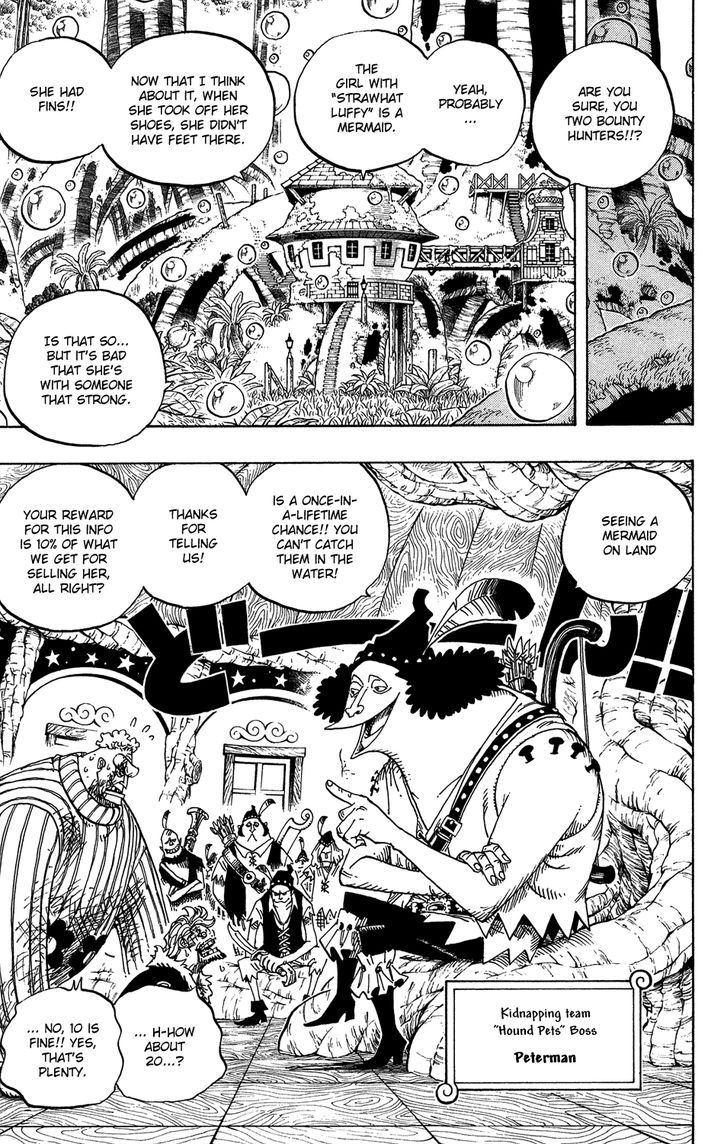 ARE YOU
SURE, YOU
TWO BOUNTY
HUNTERS!!?
YEAH,
PROBABLY
...
THE
GIRL WITH
"STRAWHAT
LUFFY" IS A
MERMAID.
NOW THAT I THINK
ABOUT IT, WHEN
SHE TOOK OFF HER
SHOES, SHE DIDN'T
HAVE FEET THERE.
SHE HAD
FINS!!
IS THAT SO...
BUT IT'S BAD
THAT SHE'S
WITH SOMEONE
THAT STRONG.
SEEING A
MERMAID
ON LAND
IS A ONCE-IN-
A-LIFETIME
CHANCE!! YOU
CAN'T CATCH
THEM IN THE
WATER!
THANKS
FOR
TELLING
US!
YOUR REWARD
FOR THIS INFO
IS 10% OF WHAT
WE GET FOR
SELLING HER,
ALL RIGHT?
どーん!!
... H-HOW
ABOUT
20...?
... NO, 10 IS
FINE!! YES,
THAT'S
PLENTY.
Kidnapping team
"Hound Pets" Boss
Peterman